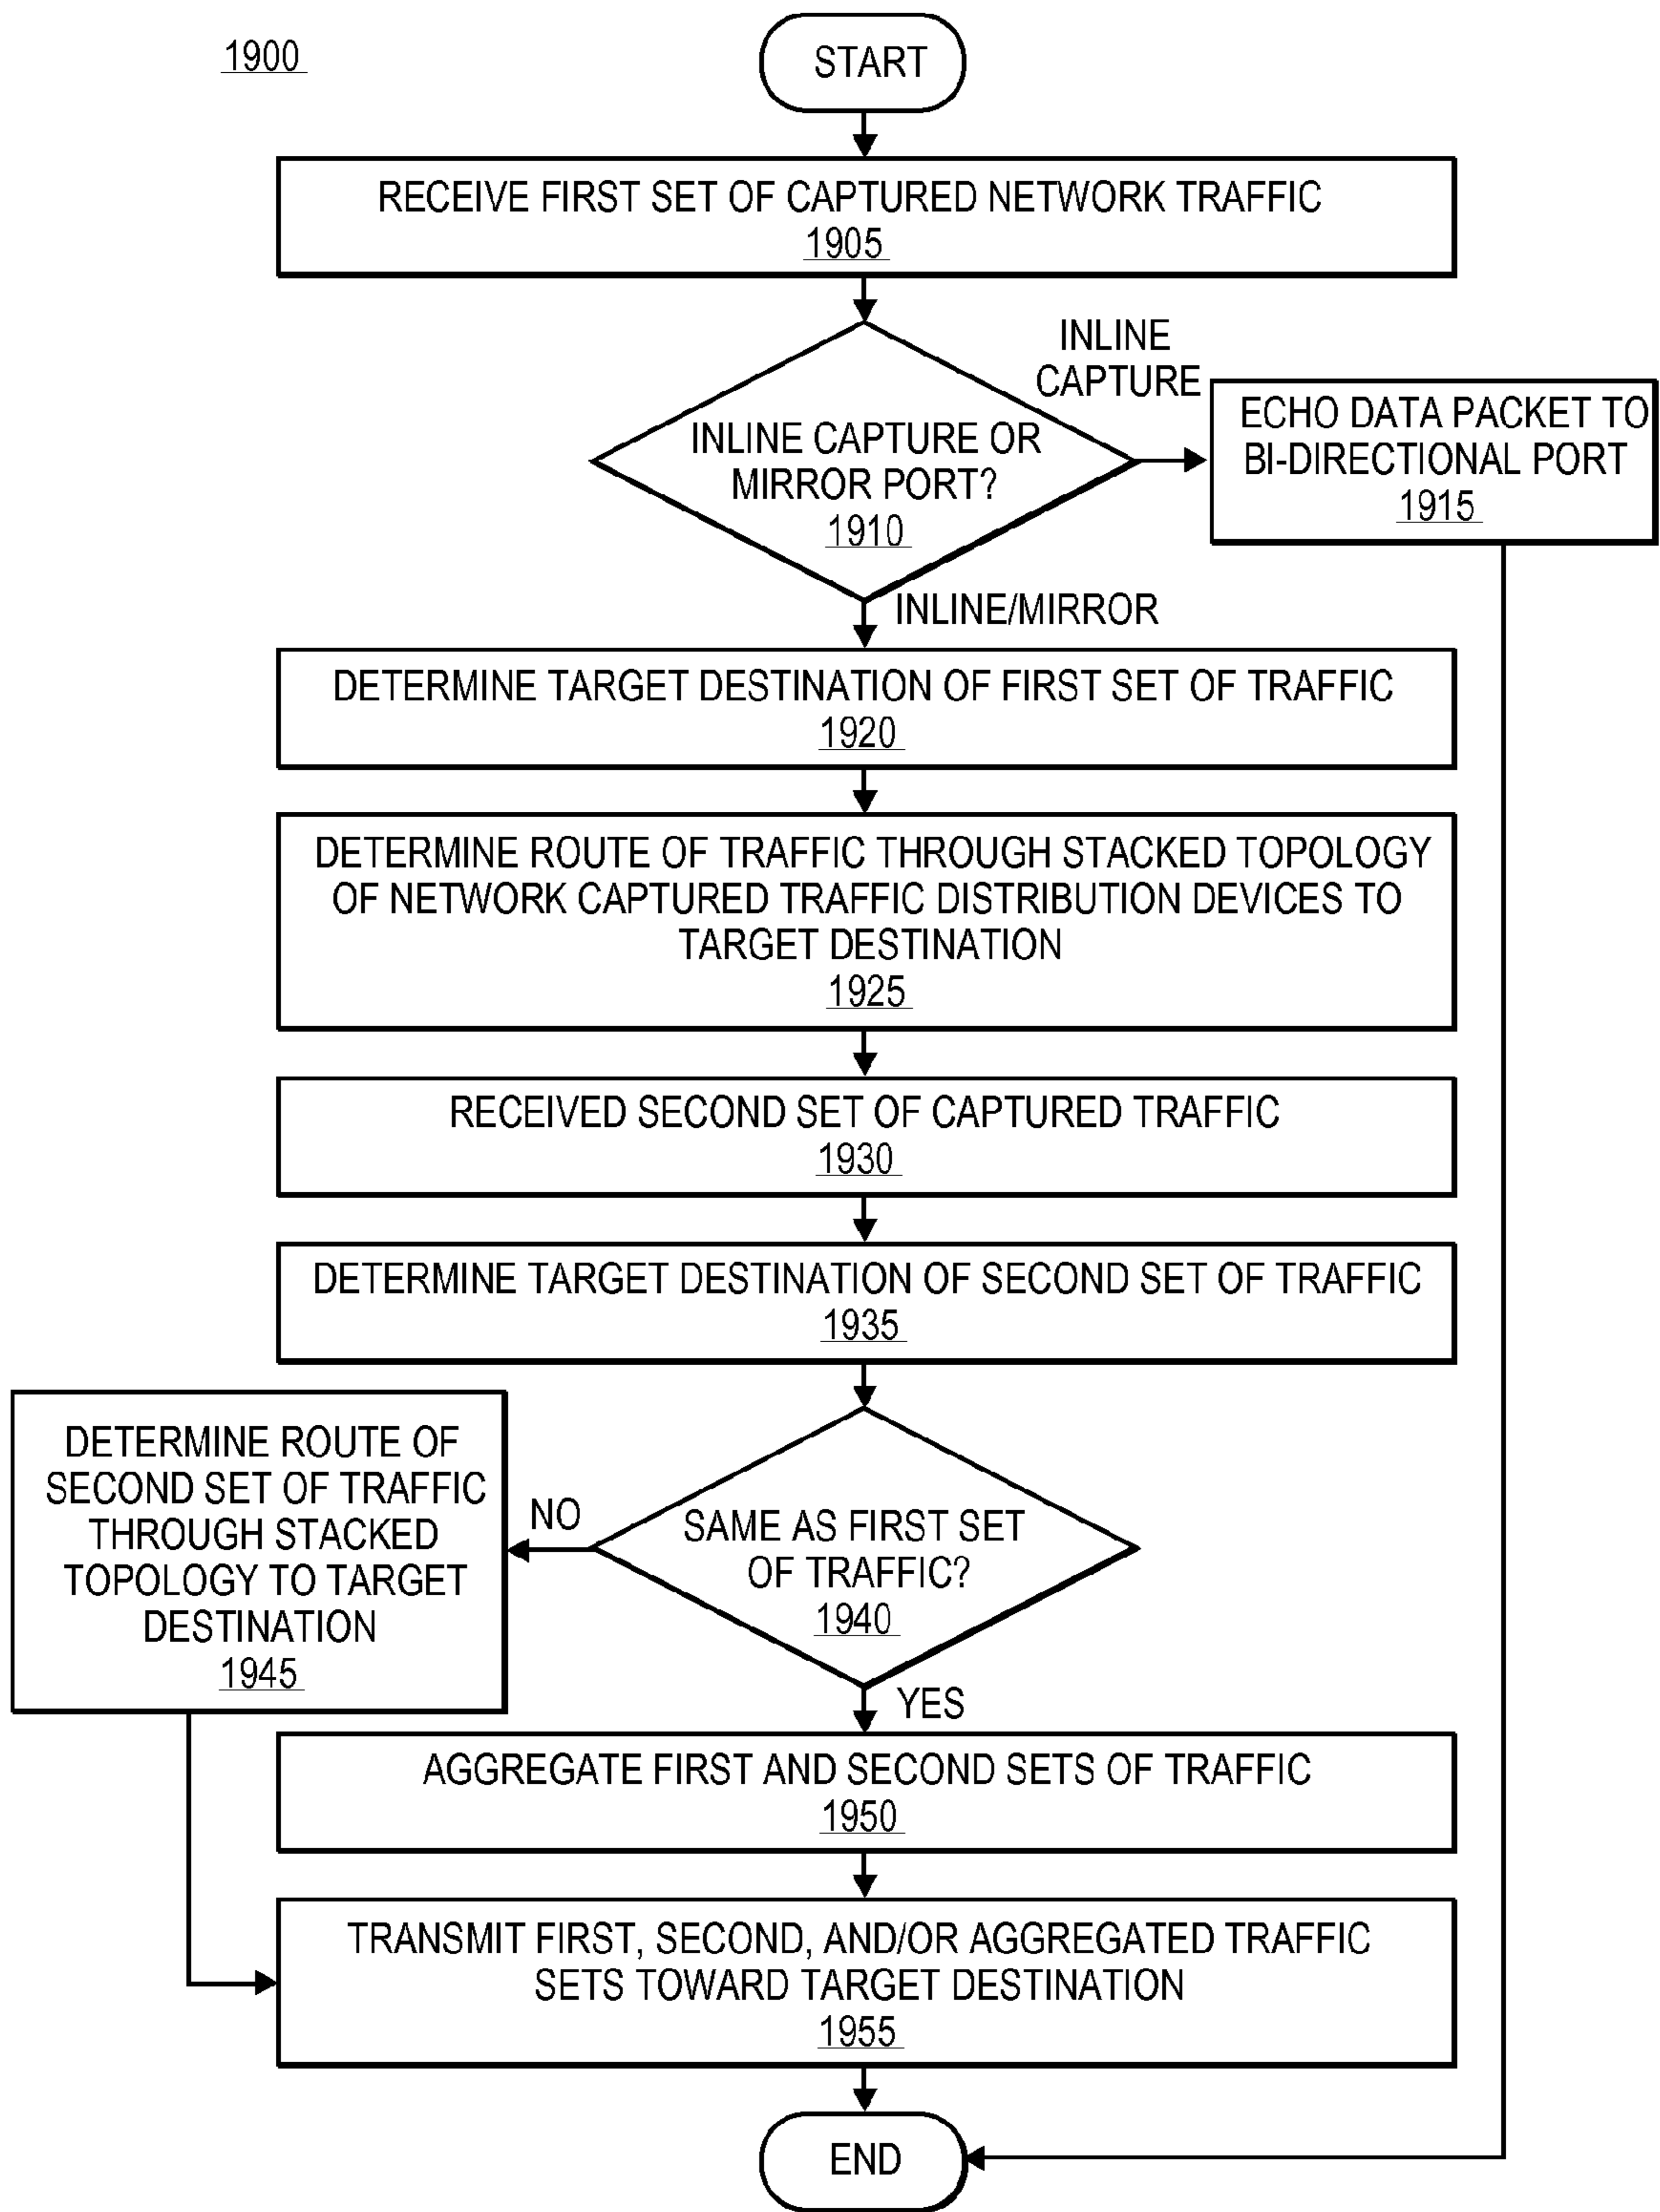 1900
START
RECEIVE FIRST SET OF CAPTURED NETWORK TRAFFIC
1905
INLINE
CAPTURE
INLINE CAPTURE OR
MIRROR PORT?
1910
ECHO DATA PACKET TO
BI-DIRECTIONAL PORT
1915
INLINE/MIRROR
DETERMINE TARGET DESTINATION OF FIRST SET OF TRAFFIC
1920
DETERMINE ROUTE OF TRAFFIC THROUGH STACKED TOPOLOGY
OF NETWORK CAPTURED TRAFFIC DISTRIBUTION DEVICES TO
TARGET DESTINATION
1925
RECEIVED SECOND SET OF CAPTURED TRAFFIC
1930
DETERMINE TARGET DESTINATION OF SECOND SET OF TRAFFIC
1935
DETERMINE ROUTE OF
SECOND SET OF TRAFFIC
THROUGH STACKED
TOPOLOGY TO TARGET
DESTINATION
1945
NO
SAME AS FIRST SET
OF TRAFFIC?
1940
YES
AGGREGATE FIRST AND SECOND SETS OF TRAFFIC
1950
TRANSMIT FIRST, SECOND, AND/OR AGGREGATED TRAFFIC
SETS TOWARD TARGET DESTINATION
1955
END